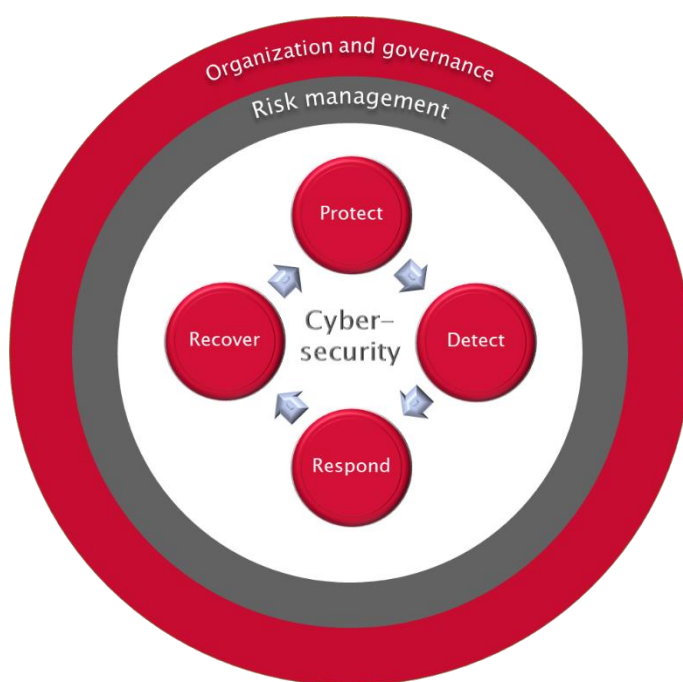 Organization and governance
Risk management
Protect
Cyber-
security
Recover
Detect
Respond